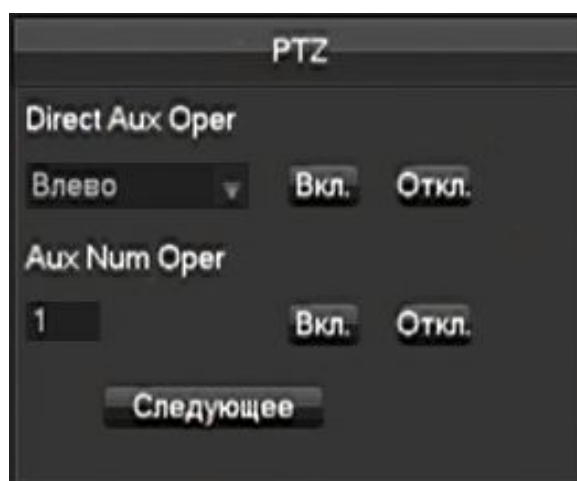 PTZ
Direct Aux Oper
Влево Вкл. Откл.
Aux Num Oper
1 Вкл. Откл.
Следующее